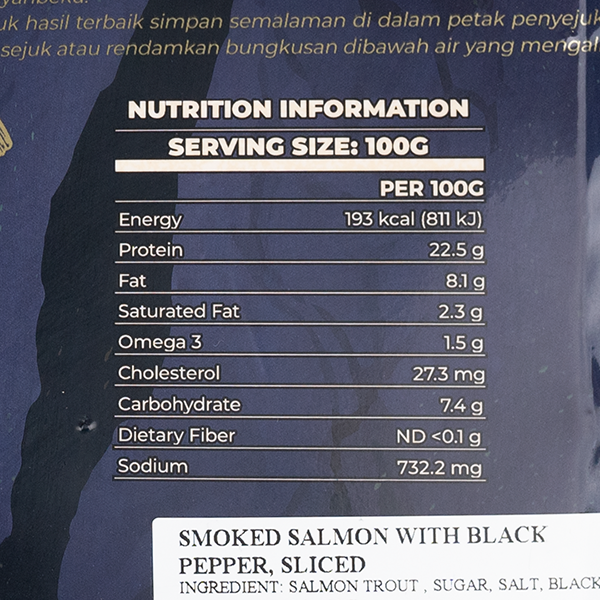 uk hasil terbaik simpan semalaman di dalam petak penyejuk
sejuk atau rendamkan bungkusan dibawah air yang mengali
NUTRITION INFORMATION
SERVING SIZE: 100G
PER 100G
Energy 193 kcal (811 kJ)
Protein 22.5 g
Fat 8.1 g
Saturated Fat 2.3 g
Omega 3 1.5 g
Cholesterol 27.3 mg
Carbohydrate 7.4 g
Dietary Fiber ND <0.1 g
Sodium 732.2 mg
SMOKED SALMON WITH BLACK
PEPPER, SLICED
INGREDIENT: SALMON TROUT , SUGAR, SALT, BLACK